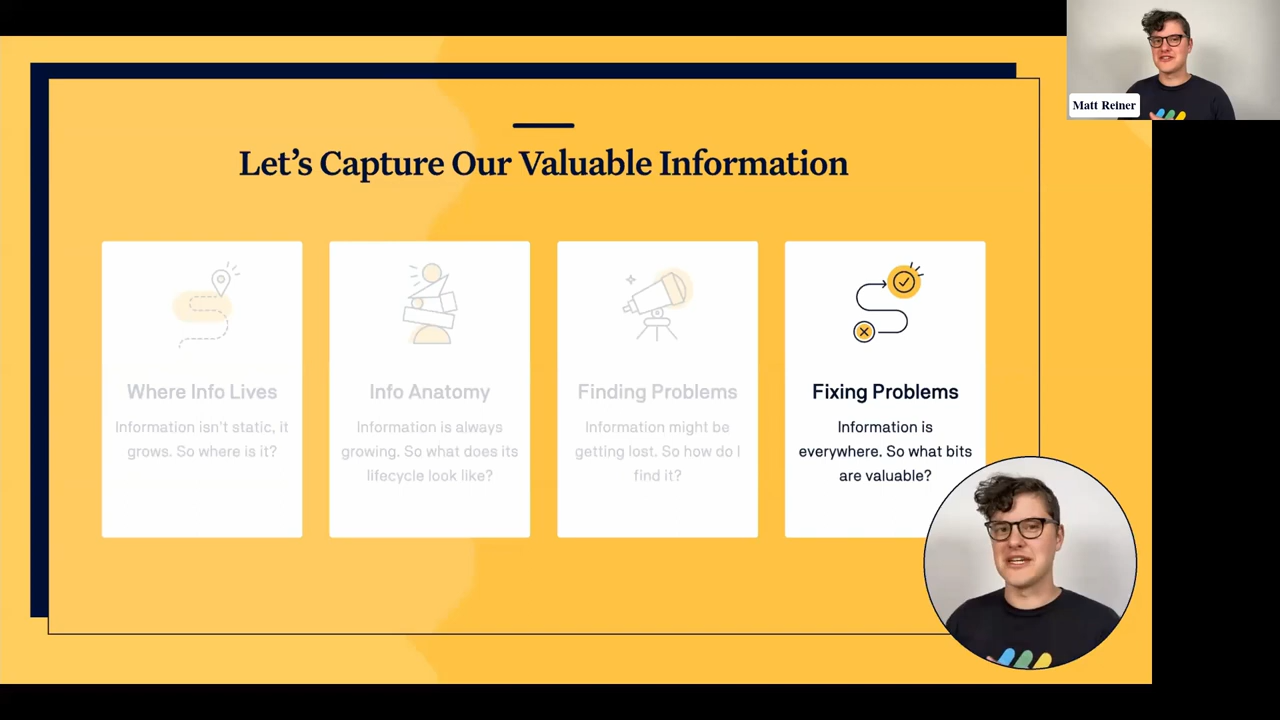 Matt Reiner
Let's Capture Our Valuable Information
Where Info Lives
Information isn't static, it
grows. So where is it?
Info Anatomy
Information is always
growing. So what does its
lifecycle look like?
Finding Problems
Information might be
getting lost. So how do I
find it?
Fixing Problems
Information is
everywhere. So what bits
are valuable?